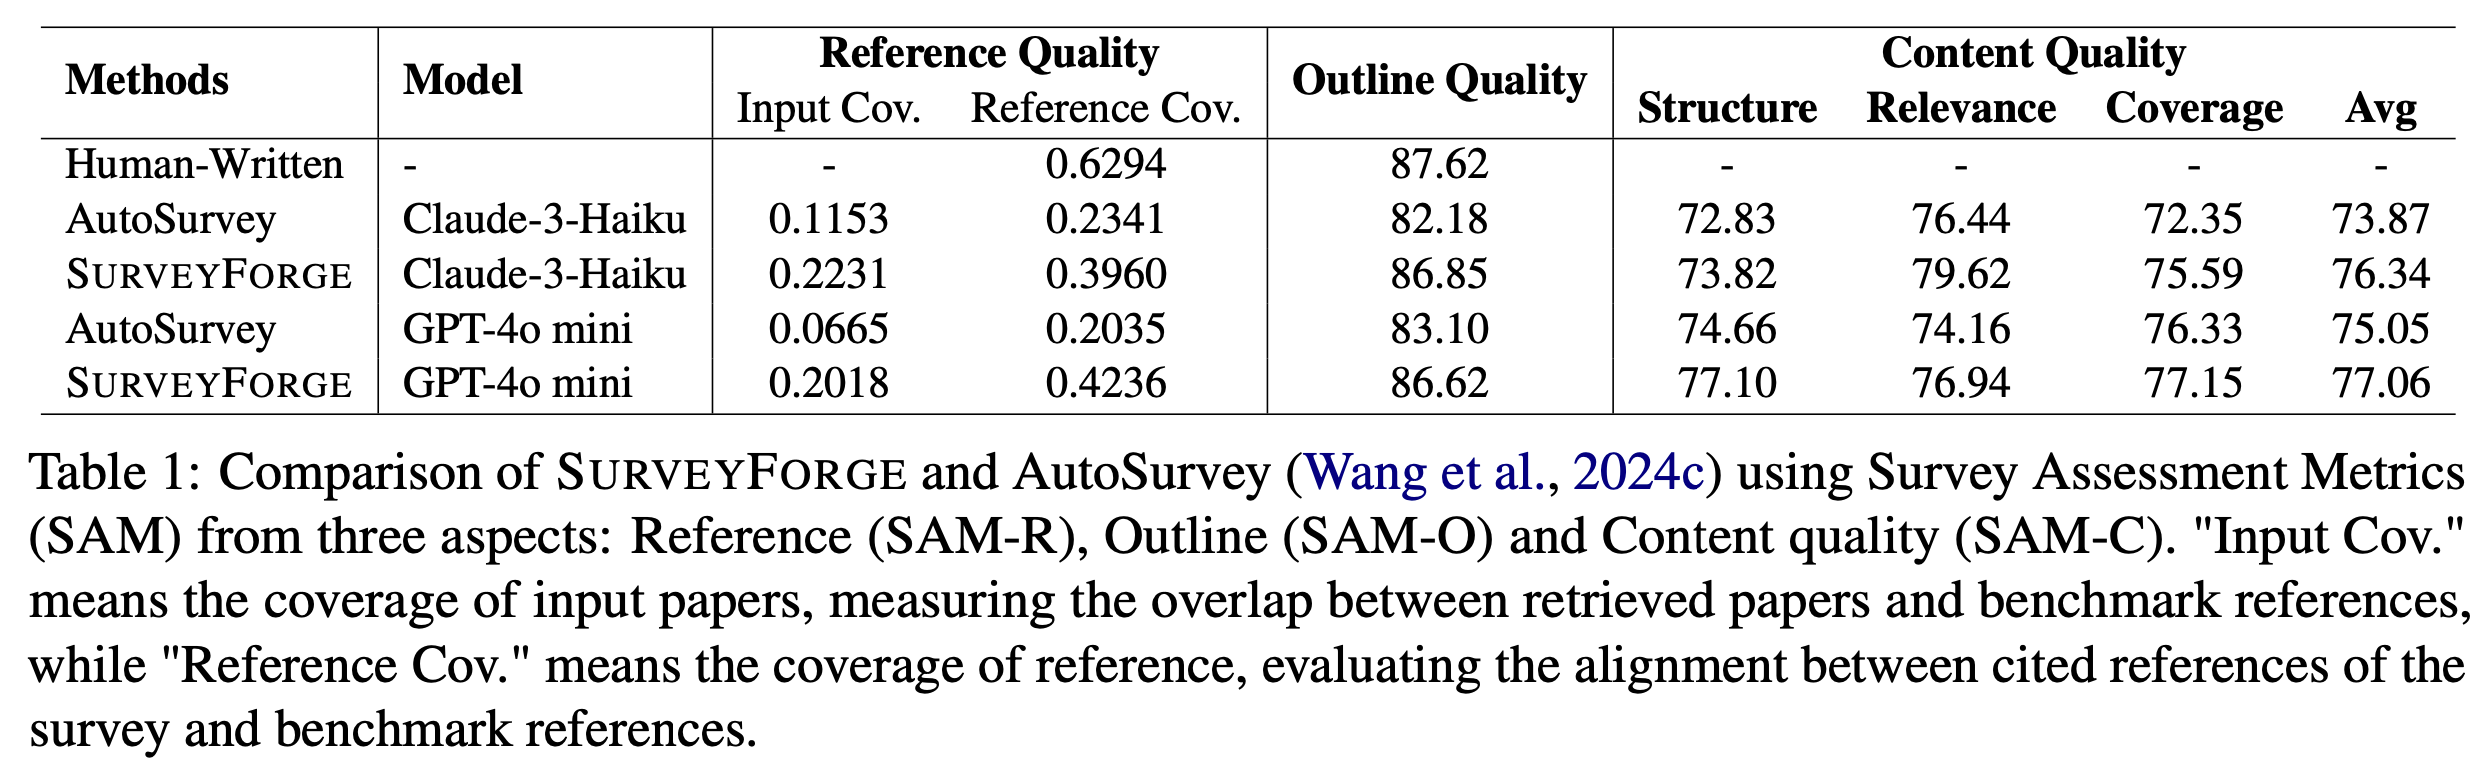 Methods Model Reference Quality Outline Quality Content Quality
Input Cov. Reference Cov. Structure Relevance Coverage Avg
Human-Written - - 0.6294 87.62 - - - -
AutoSurvey Claude-3-Haiku 0.1153 0.2341 82.18 72.83 76.44 72.35 73.87
SURVEYFORGE Claude-3-Haiku 0.2231 0.3960 86.85 73.82 79.62 75.59 76.34
AutoSurvey GPT-4o mini 0.0665 0.2035 83.10 74.66 74.16 76.33 75.05
SURVEYFORGE GPT-4o mini 0.2018 0.4236 86.62 77.10 76.94 77.15 77.06
Table 1: Comparison of SURVEYFORGE and AutoSurvey (Wang et al., 2024c) using Survey Assessment Metrics
(SAM) from three aspects: Reference (SAM-R), Outline (SAM-O) and Content quality (SAM-C). "Input Cov."
means the coverage of input papers, measuring the overlap between retrieved papers and benchmark references,
while "Reference Cov." means the coverage of reference, evaluating the alignment between cited references of the
survey and benchmark references.